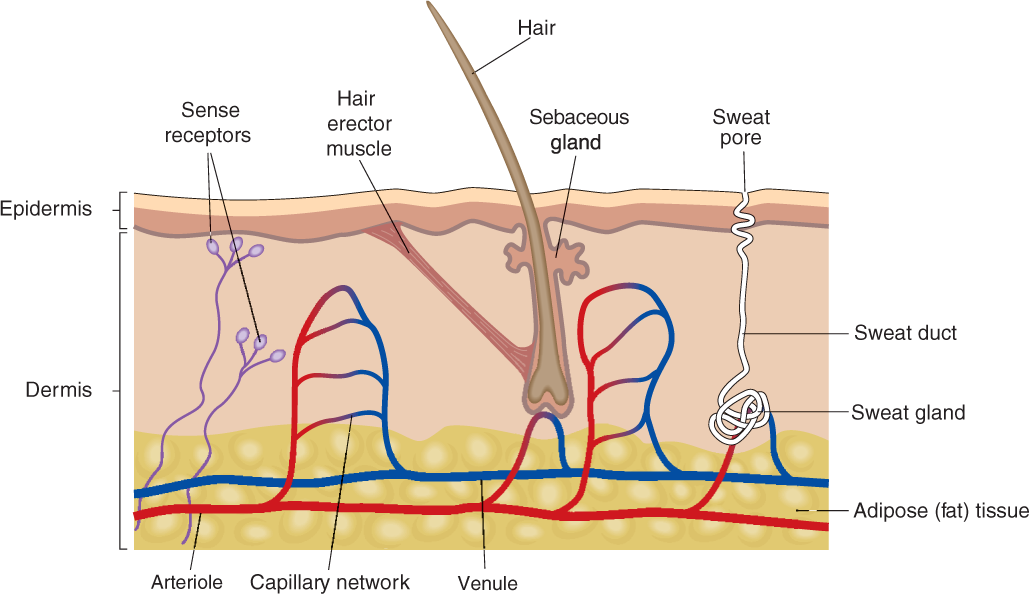 Hair
Sense
receptors
Hair
erector
muscle
Sebaceous
gland
Sweat
pore
Epidermis
Dermis
Sweat duct
Sweat gland
Adipose (fat) tissue
Arteriole
Capillary network
Venule